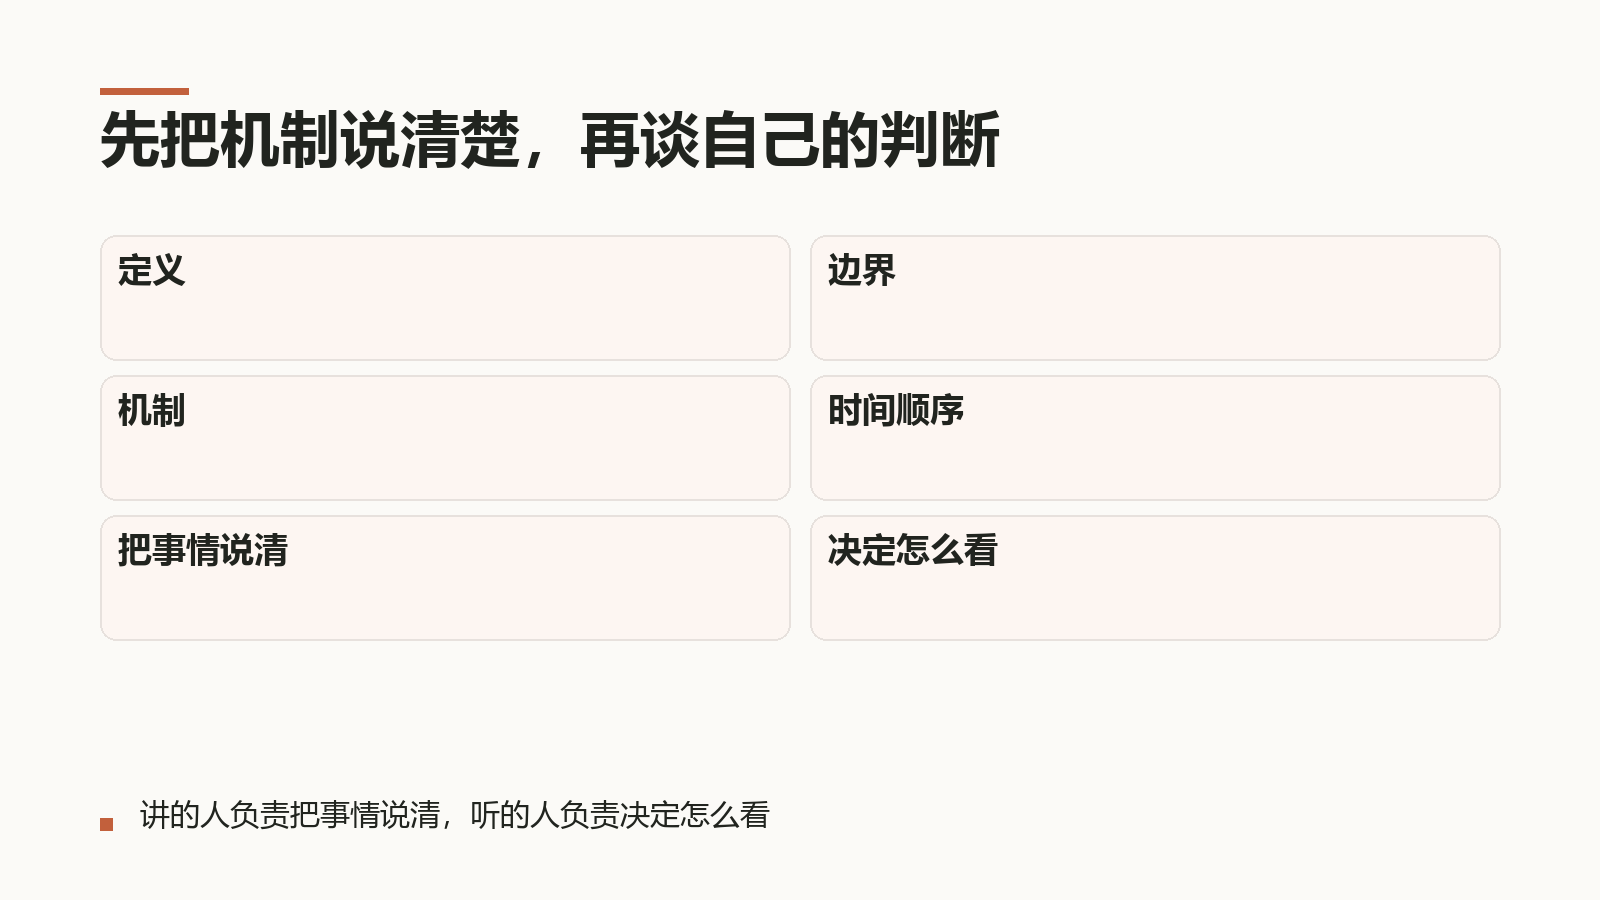 先把机制说清楚，再谈自己的判断
定义
边界
机制
时间顺序
把事情说清
决定怎么看
讲的人负责把事情说清，听的人负责决定怎么看